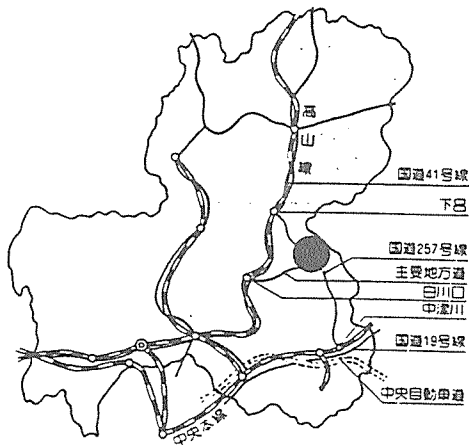 高山線
国道41号線
下呂
国道257号線
主要地方道
白川口
中津川
国道19号線
中央自動車道
中央本線